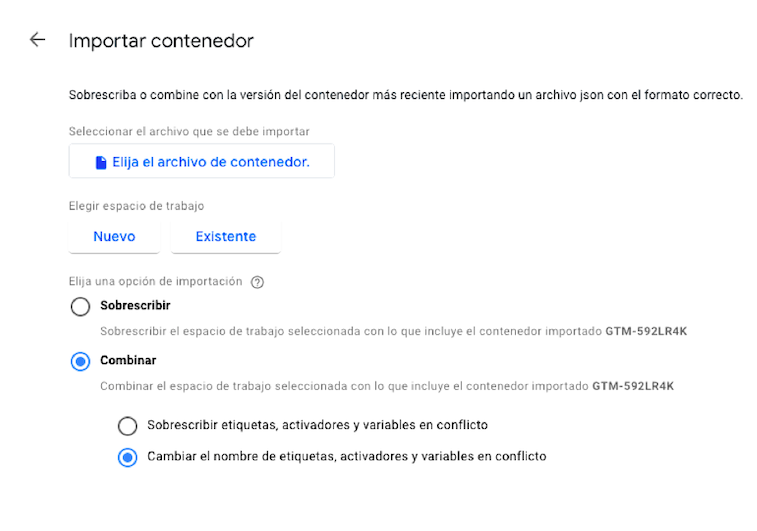 Importar contenedor
Sobrescriba o combine con la versión del contenedor más reciente importando un archivo json con el formato correcto.
Seleccionar el archivo que se debe importar
Elija el archivo de contenedor.
Elegir espacio de trabajo
Nuevo Existente
Elija una opción de importación ?
Sobrescribir
Sobrescribir el espacio de trabajo seleccionada con lo que incluye el contenedor importado GTM-592LR4K
Combinar
Combinar el espacio de trabajo seleccionada con lo que incluye el contenedor importado GTM-592LR4K
Sobrescribir etiquetas, activadores y variables en conflicto
Cambiar el nombre de etiquetas, activadores y variables en conflicto